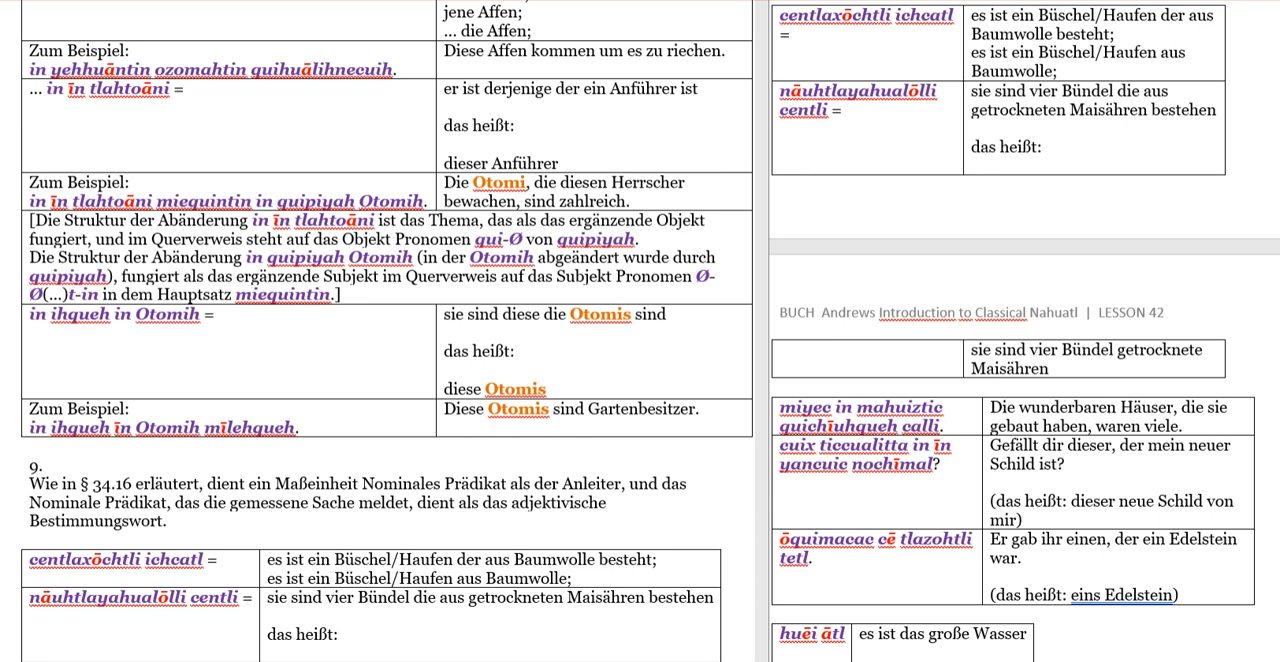 jene Affen;
… die Affen;
Zum Beispiel:
in yehhuāntin ozomahtin quihuālihnecuih.
Diese Affen kommen um es zu riechen.
… in īn tlahtoāni =
er ist derjenige der ein Anführer ist
das heißt:
dieser Anführer
Zum Beispiel:
in īn tlahtoāni miequintin in quipiyah Otomih.
Die Otomi, die diesen Herrscher
bewachen, sind zahlreich.
[Die Struktur der Abänderung in īn tlahtoāni ist das Thema, das als das ergänzende Objekt
fungiert, und im Querverweis steht auf das Objekt Pronomen qui-Ø von quipiyah.
Die Struktur der Abänderung in quipiyah Otomih (in der Otomih abgeändert wurde durch
quipiyah), fungiert als das ergänzende Subjekt im Querverweis auf das Subjekt Pronomen Ø-
Ø(…)t-in in dem Hauptsatz miequintin.]
in ihqueh in Otomih =
sie sind diese die Otomis sind
das heißt:
diese Otomis
Zum Beispiel:
in ihqueh īn Otomih mīlehqueh.
Diese Otomis sind Gartenbesitzer.
9.
Wie in § 34.16 erläutert, dient ein Maßeinheit Nominales Prädikat als der Anleiter, und das
Nominale Prädikat, das die gemessene Sache meldet, dient als das adjektivische
Bestimmungswort.
centlaxōchtli ichcatl =
es ist ein Büschel/Haufen der aus Baumwolle besteht;
es ist ein Büschel/Haufen aus Baumwolle;
nāuhtlayahualōlli centli =
sie sind vier Bündel die aus getrockneten Maisähren bestehen
das heißt:
centlaxōchtli ichcatl
=
es ist ein Büschel/Haufen der aus
Baumwolle besteht;
es ist ein Büschel/Haufen aus
Baumwolle;
nāuhtlayahualōlli
centli =
sie sind vier Bündel die aus
getrockneten Maisähren bestehen
das heißt:
BUCH Andrews Introduction to Classical Nahuatl | LESSON 42
sie sind vier Bündel getrocknete
Maisähren
miyec in mahuiztic
quichīuhqueh calli.
Die wunderbaren Häuser, die sie
gebaut haben, waren viele.
cuix ticcualitta in īn
yancuic nochīmal?
Gefällt dir dieser, der mein neuer
Schild ist?
(das heißt: dieser neue Schild von
mir)
ōquimacac cē tlazohtli
tetl.
Er gab ihr einen, der ein Edelstein
war.
(das heißt: eins Edelstein)
huēi ātl
es ist das große Wasser